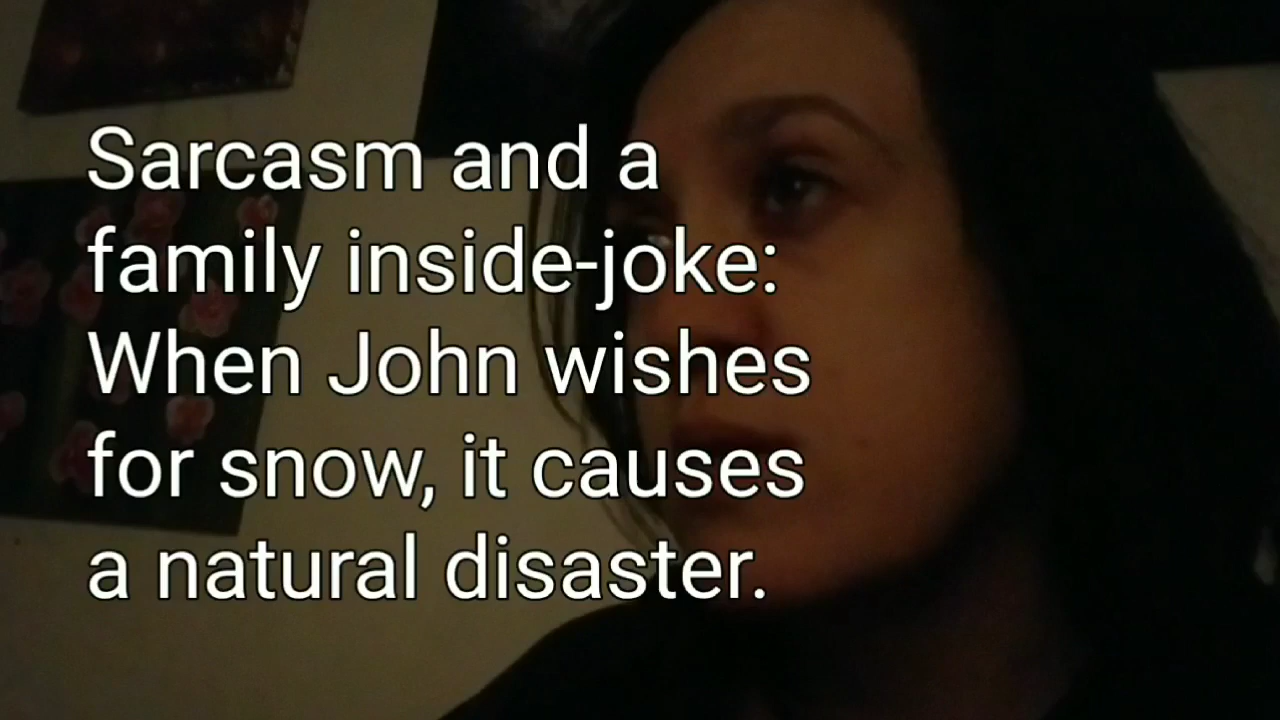 Sarcasm and a
family inside-joke:
When John wishes
for snow, it causes
a natural disaster.